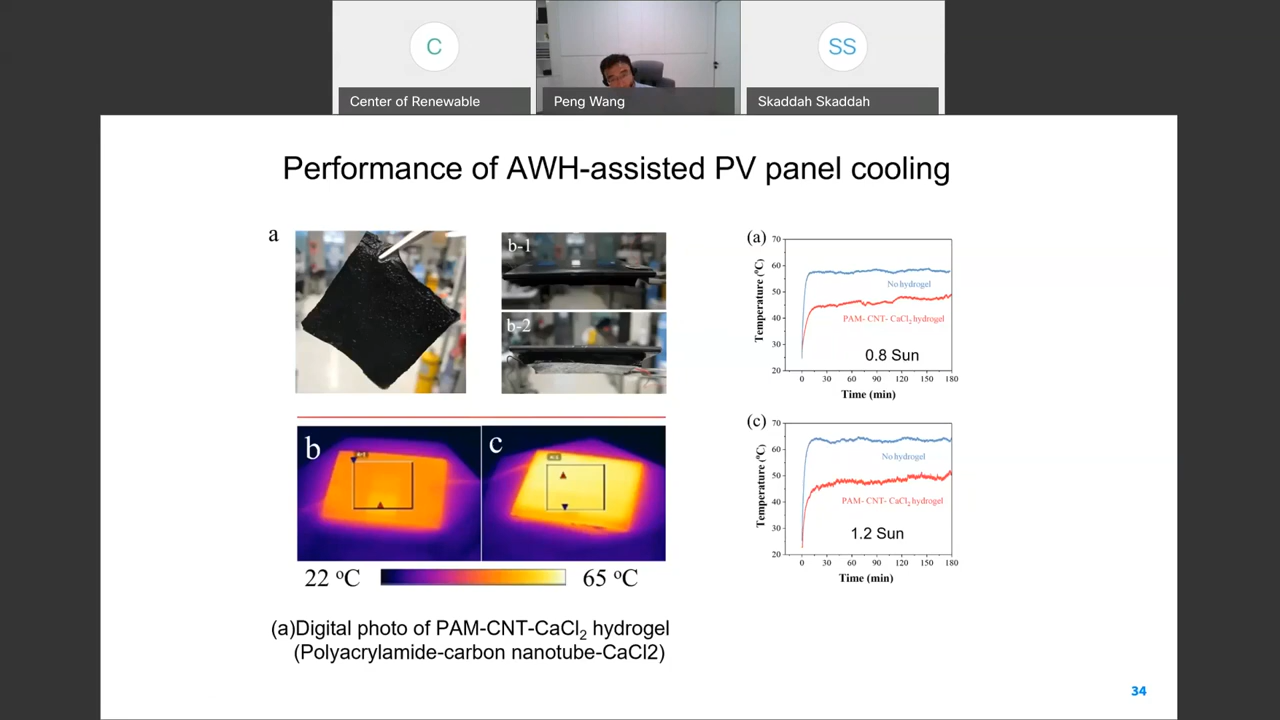 C
SS
Center of Renewable
Peng Wang
Skaddah Skaddah
Performance of AWH-assisted PV panel cooling
a
b-1
b-2
b
c
22 ºC
65 ºC
(a)Digital photo of PAM-CNT-CaCl₂ hydrogel
(Polyacrylamide-carbon nanotube-CaCl2)
(a)
70
60
50
40
30
20
Temperature (ºC)
No hydrogel
PAM- CNT- CaCl₂ hydrogel
0.8 Sun
0 30 60 90 120 150 180
Time (min)
(c)
70
60
50
40
30
20
Temperature (ºC)
No hydrogel
PAM- CNT- CaCl₂ hydrogel
1.2 Sun
0 30 60 90 120 150 180
Time (min)
34